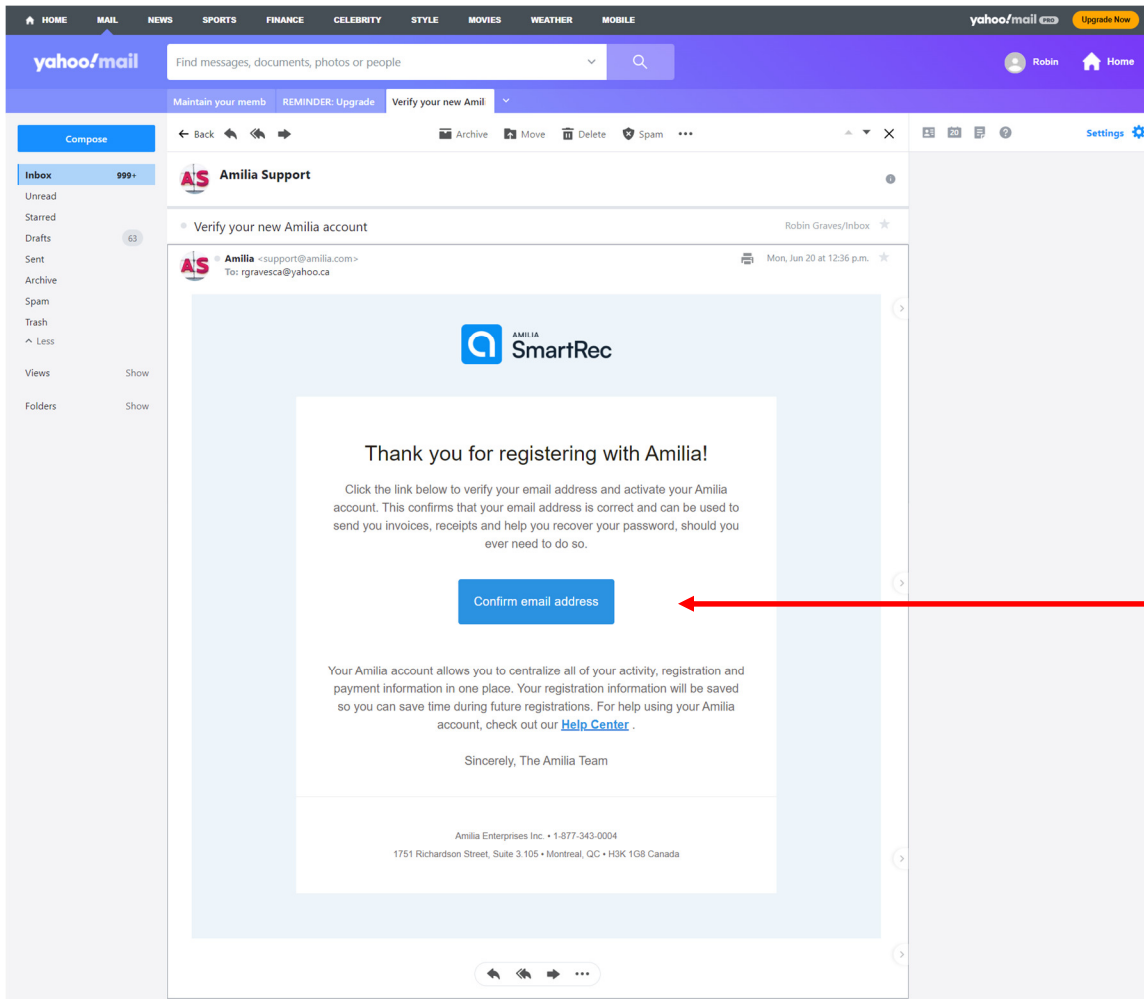 HOME MAIL NEWS SPORTS FINANCE CELEBRITY STYLE MOVIES WEATHER MOBILE yahoo!mail PRO Upgrade Now
yahoo!mail Find messages, documents, photos or people Robin Home
Maintain your memb REMINDER: Upgrade Verify your new Amil
Compose Back Archive Move Delete Spam 20 Settings
Inbox 999+
Amilia Support
Unread
Starred
Verify your new Amilia account Robin Graves/Inbox
Drafts 63
Sent
Amilia <support@amilia.com> Mon, Jun 20 at 12:36 p.m.
To: rgravesca@yahoo.ca
Archive
Spam
Trash
Less
Views Show
Folders Show
AS
AS
AMILIA
SmartRec
Thank you for registering with Amilia!
Click the link below to verify your email address and activate your Amilia
account. This confirms that your email address is correct and can be used to
send you invoices, receipts and help you recover your password, should you
ever need to do so.
Confirm email address
Your Amilia account allows you to centralize all of your activity, registration and
payment information in one place. Your registration information will be saved
so you can save time during future registrations. For help using your Amilia
account, check out our Help Center .
Sincerely, The Amilia Team
Amilia Enterprises Inc. • 1-877-343-0004
1751 Richardson Street, Suite 3.105 • Montreal, QC • H3K 1G8 Canada